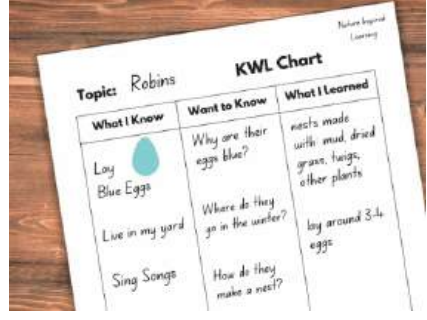 Nature Inspired
Learning
KWL Chart
Topic: Robins
What I Know
Want to Know
What I Learned
Lay
Blue Eggs
Live in my yard
Sing Songs
Why are their
eggs blue?
Where do they
go in the winter?
How do they
make a nest?
nests made
with mud, dried
grass, twigs,
other plants
lay around 3-4
eggs